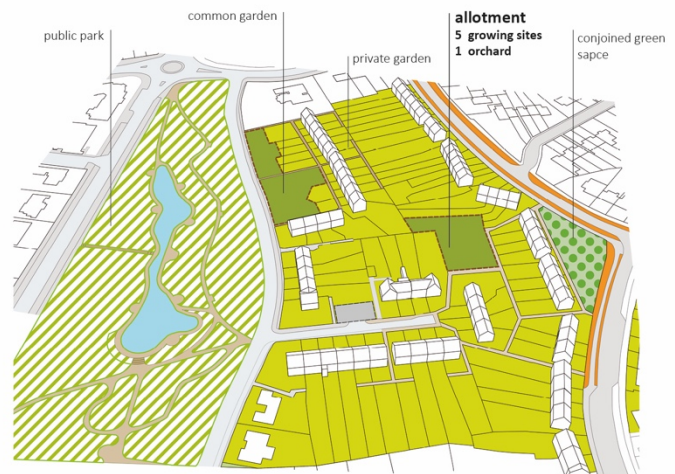 common garden
public park
private garden
allotment
5 growing sites
1 orchard
conjoined green
sapce